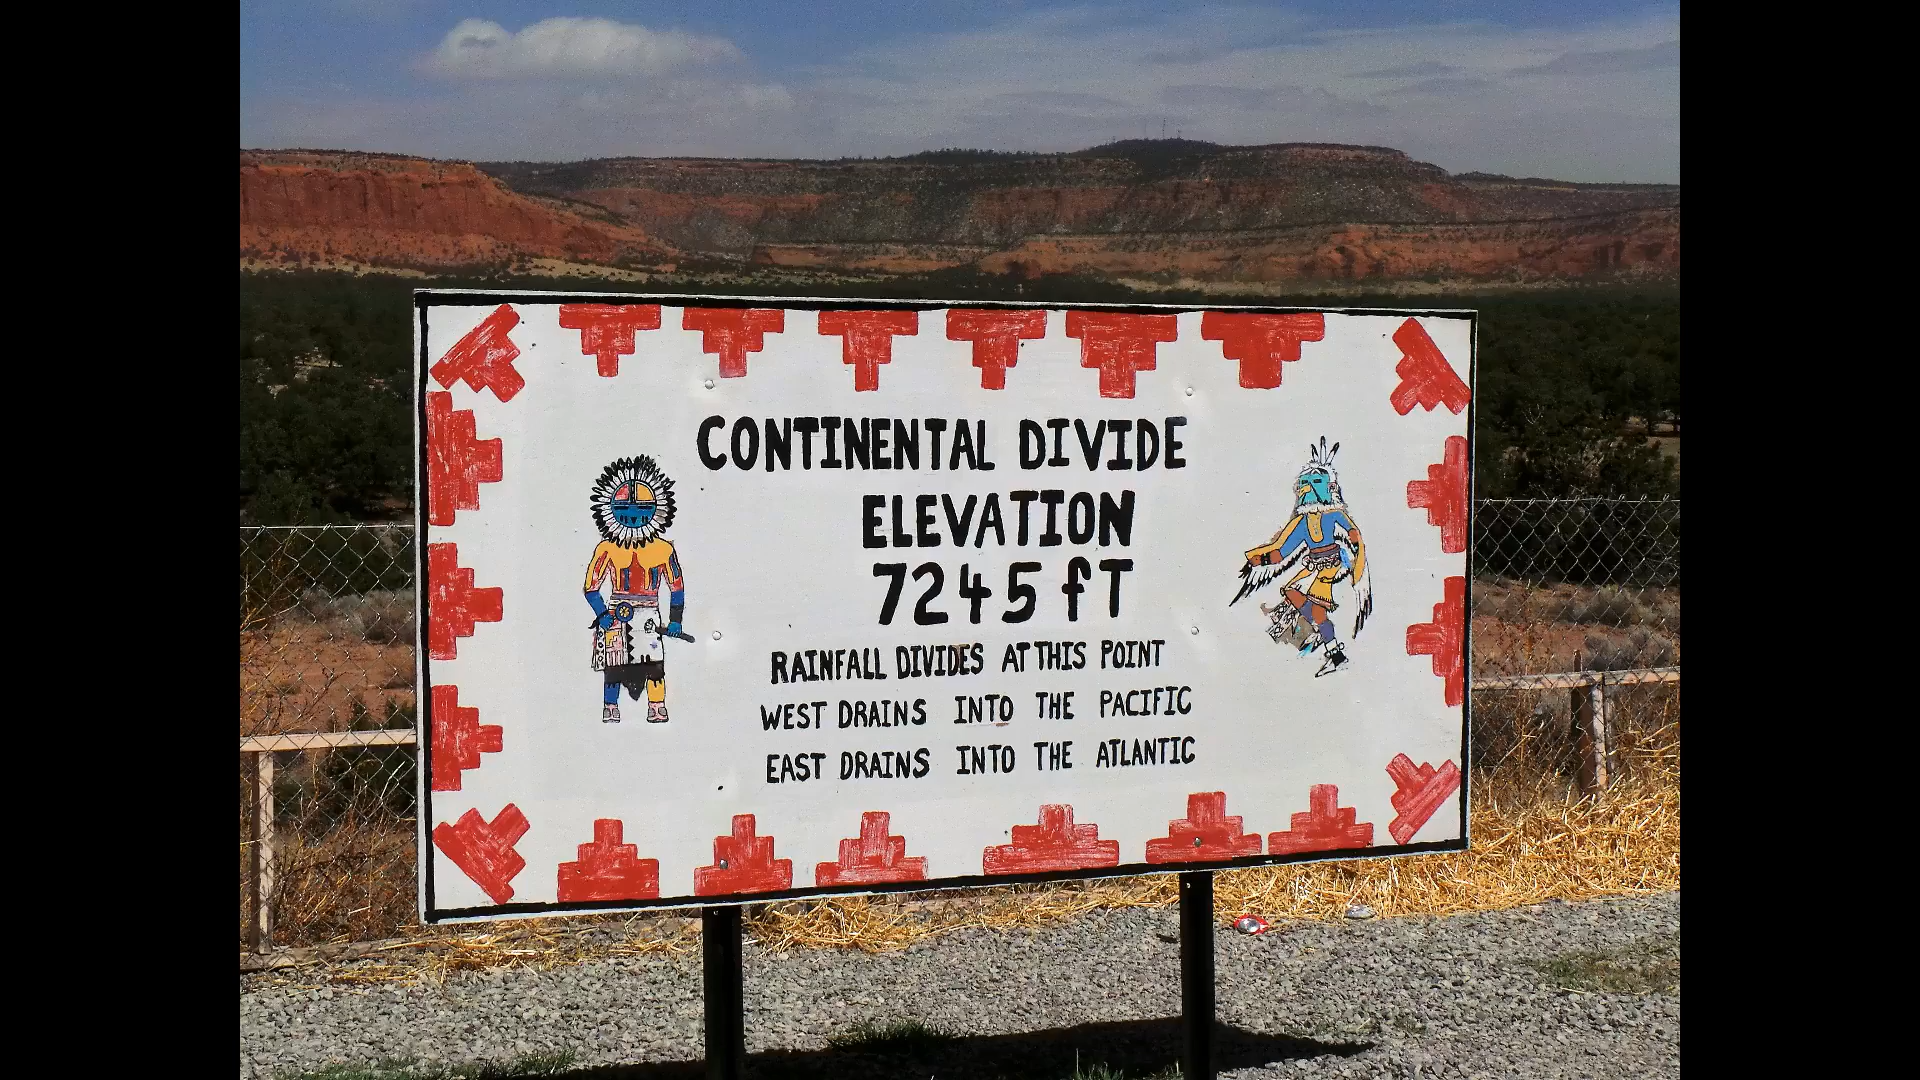 CONTINENTAL DIVIDE
ELEVATION
7245 fT
RAINFALL DIVIDES AT THIS POINT
WEST DRAINS INTO THE PACIFIC
EAST DRAINS INTO THE ATLANTIC